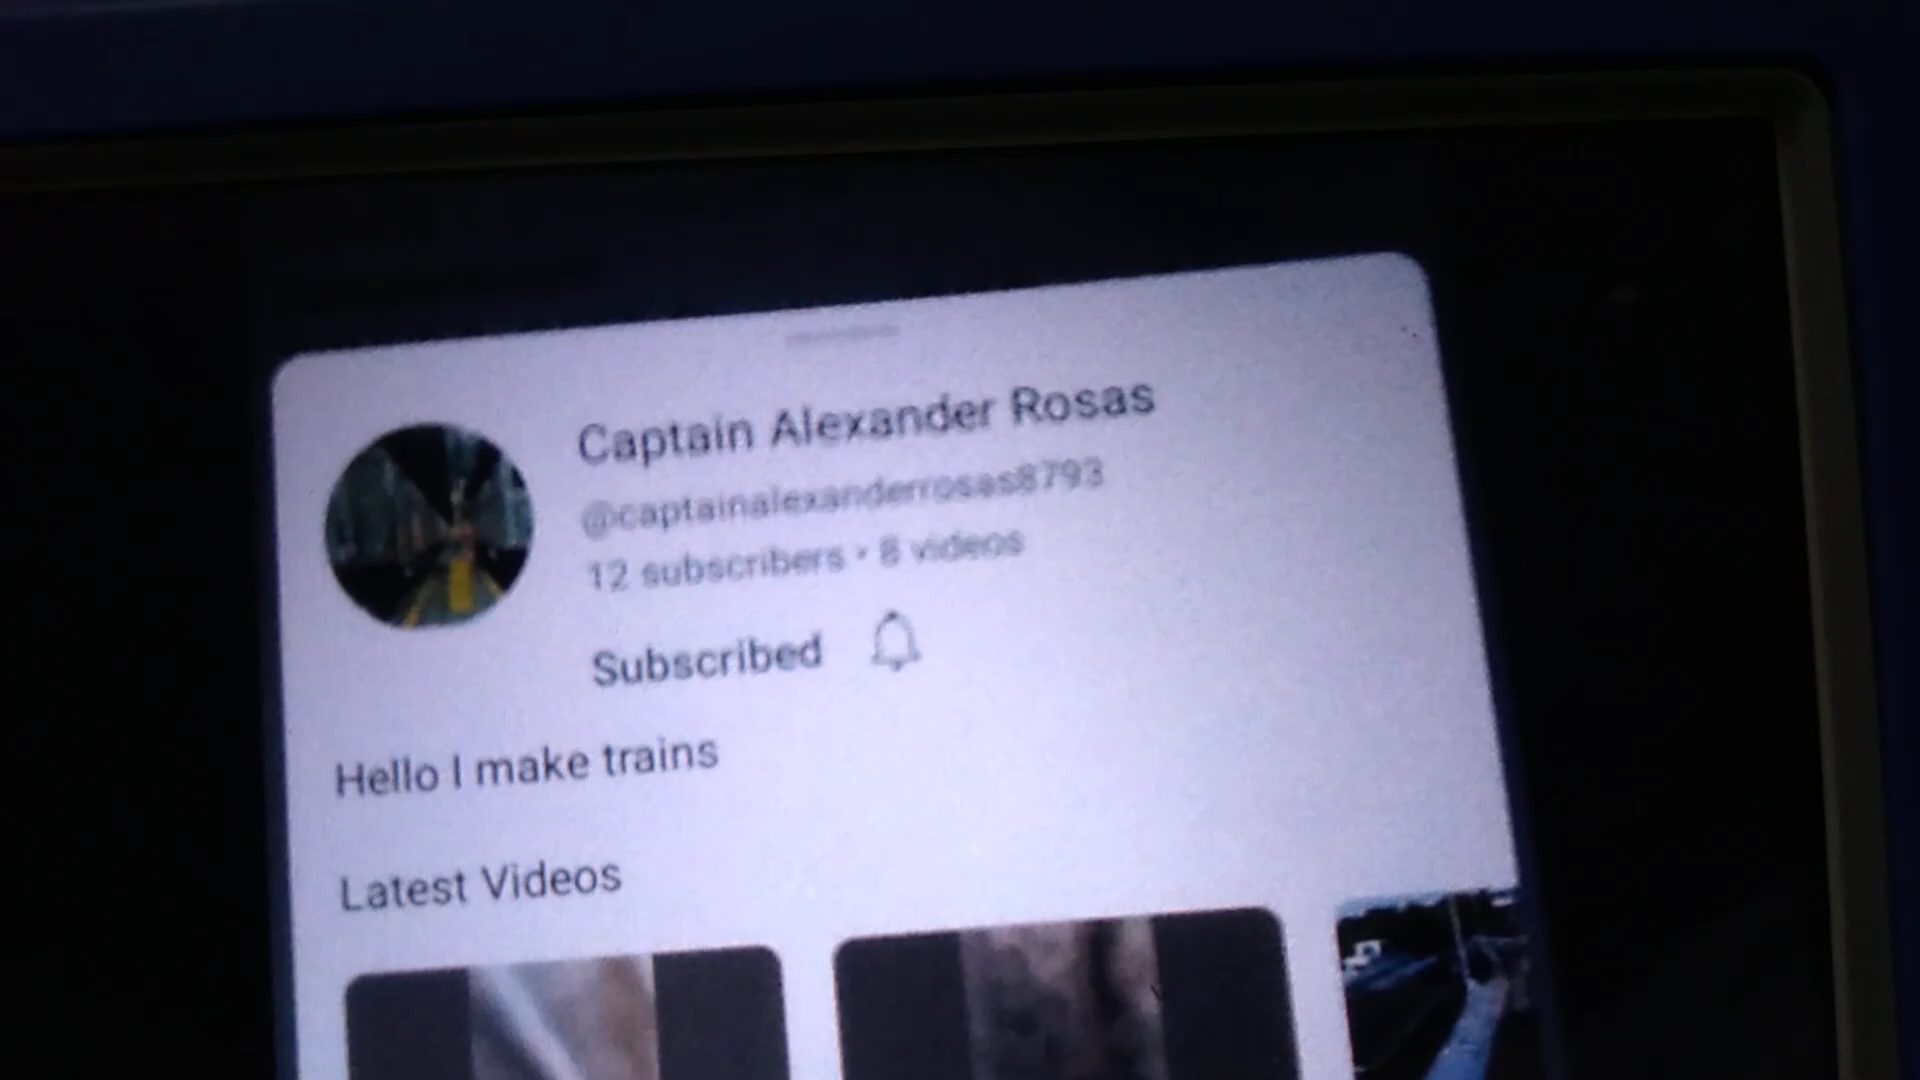 Captain Alexander Rosas
@captainalexanderrosas8793
12 subscribers • 8 videos
Subscribed
Hello I make trains
Latest Videos